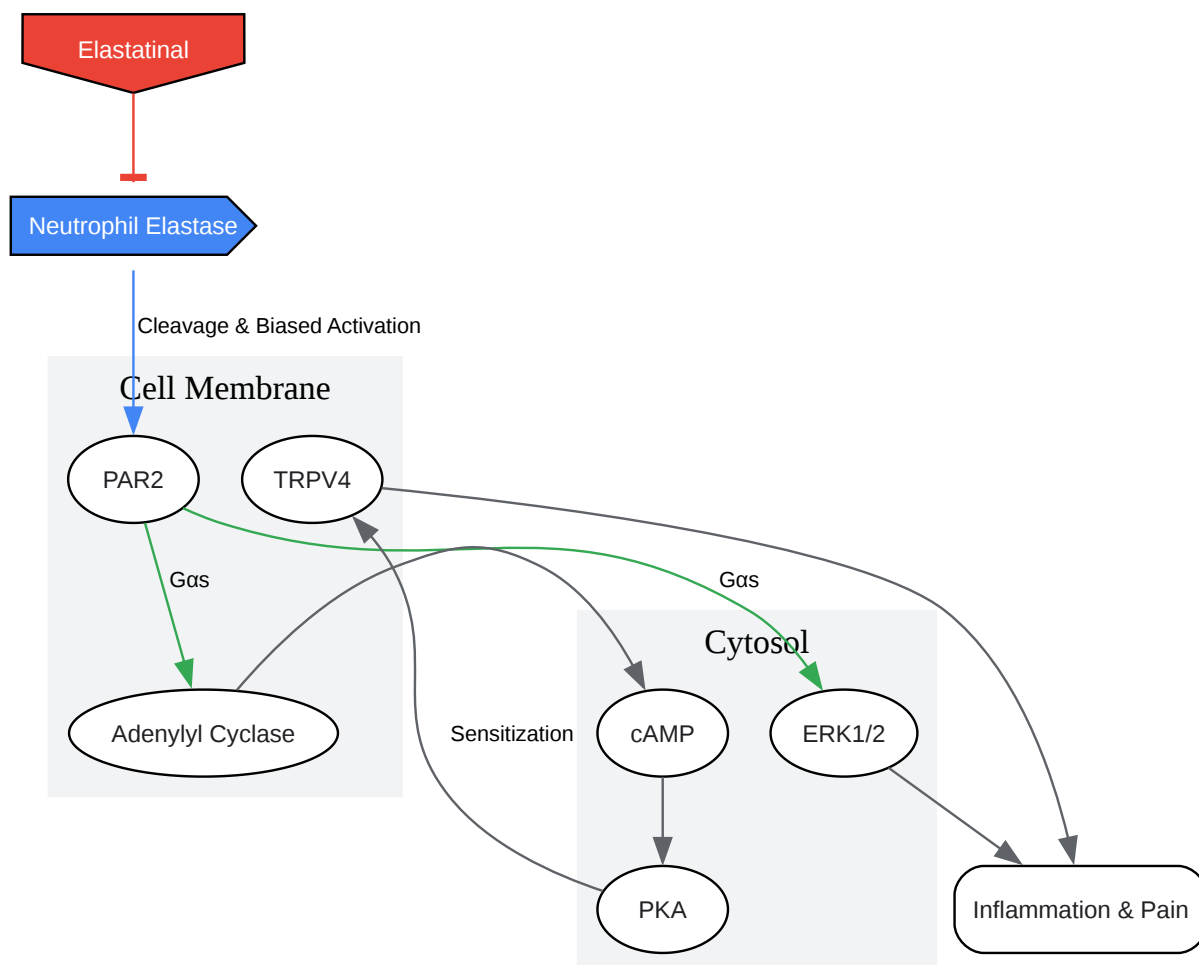 Elastatinal
Neutrophil Elastase
Cleavage & Biased Activation
Cell Membrane
PAR2
TRPV4
Gαs
Gαs
Cytosol
Adenylyl Cyclase
Sensitization
cAMP
ERK1/2
PKA
Inflammation & Pain